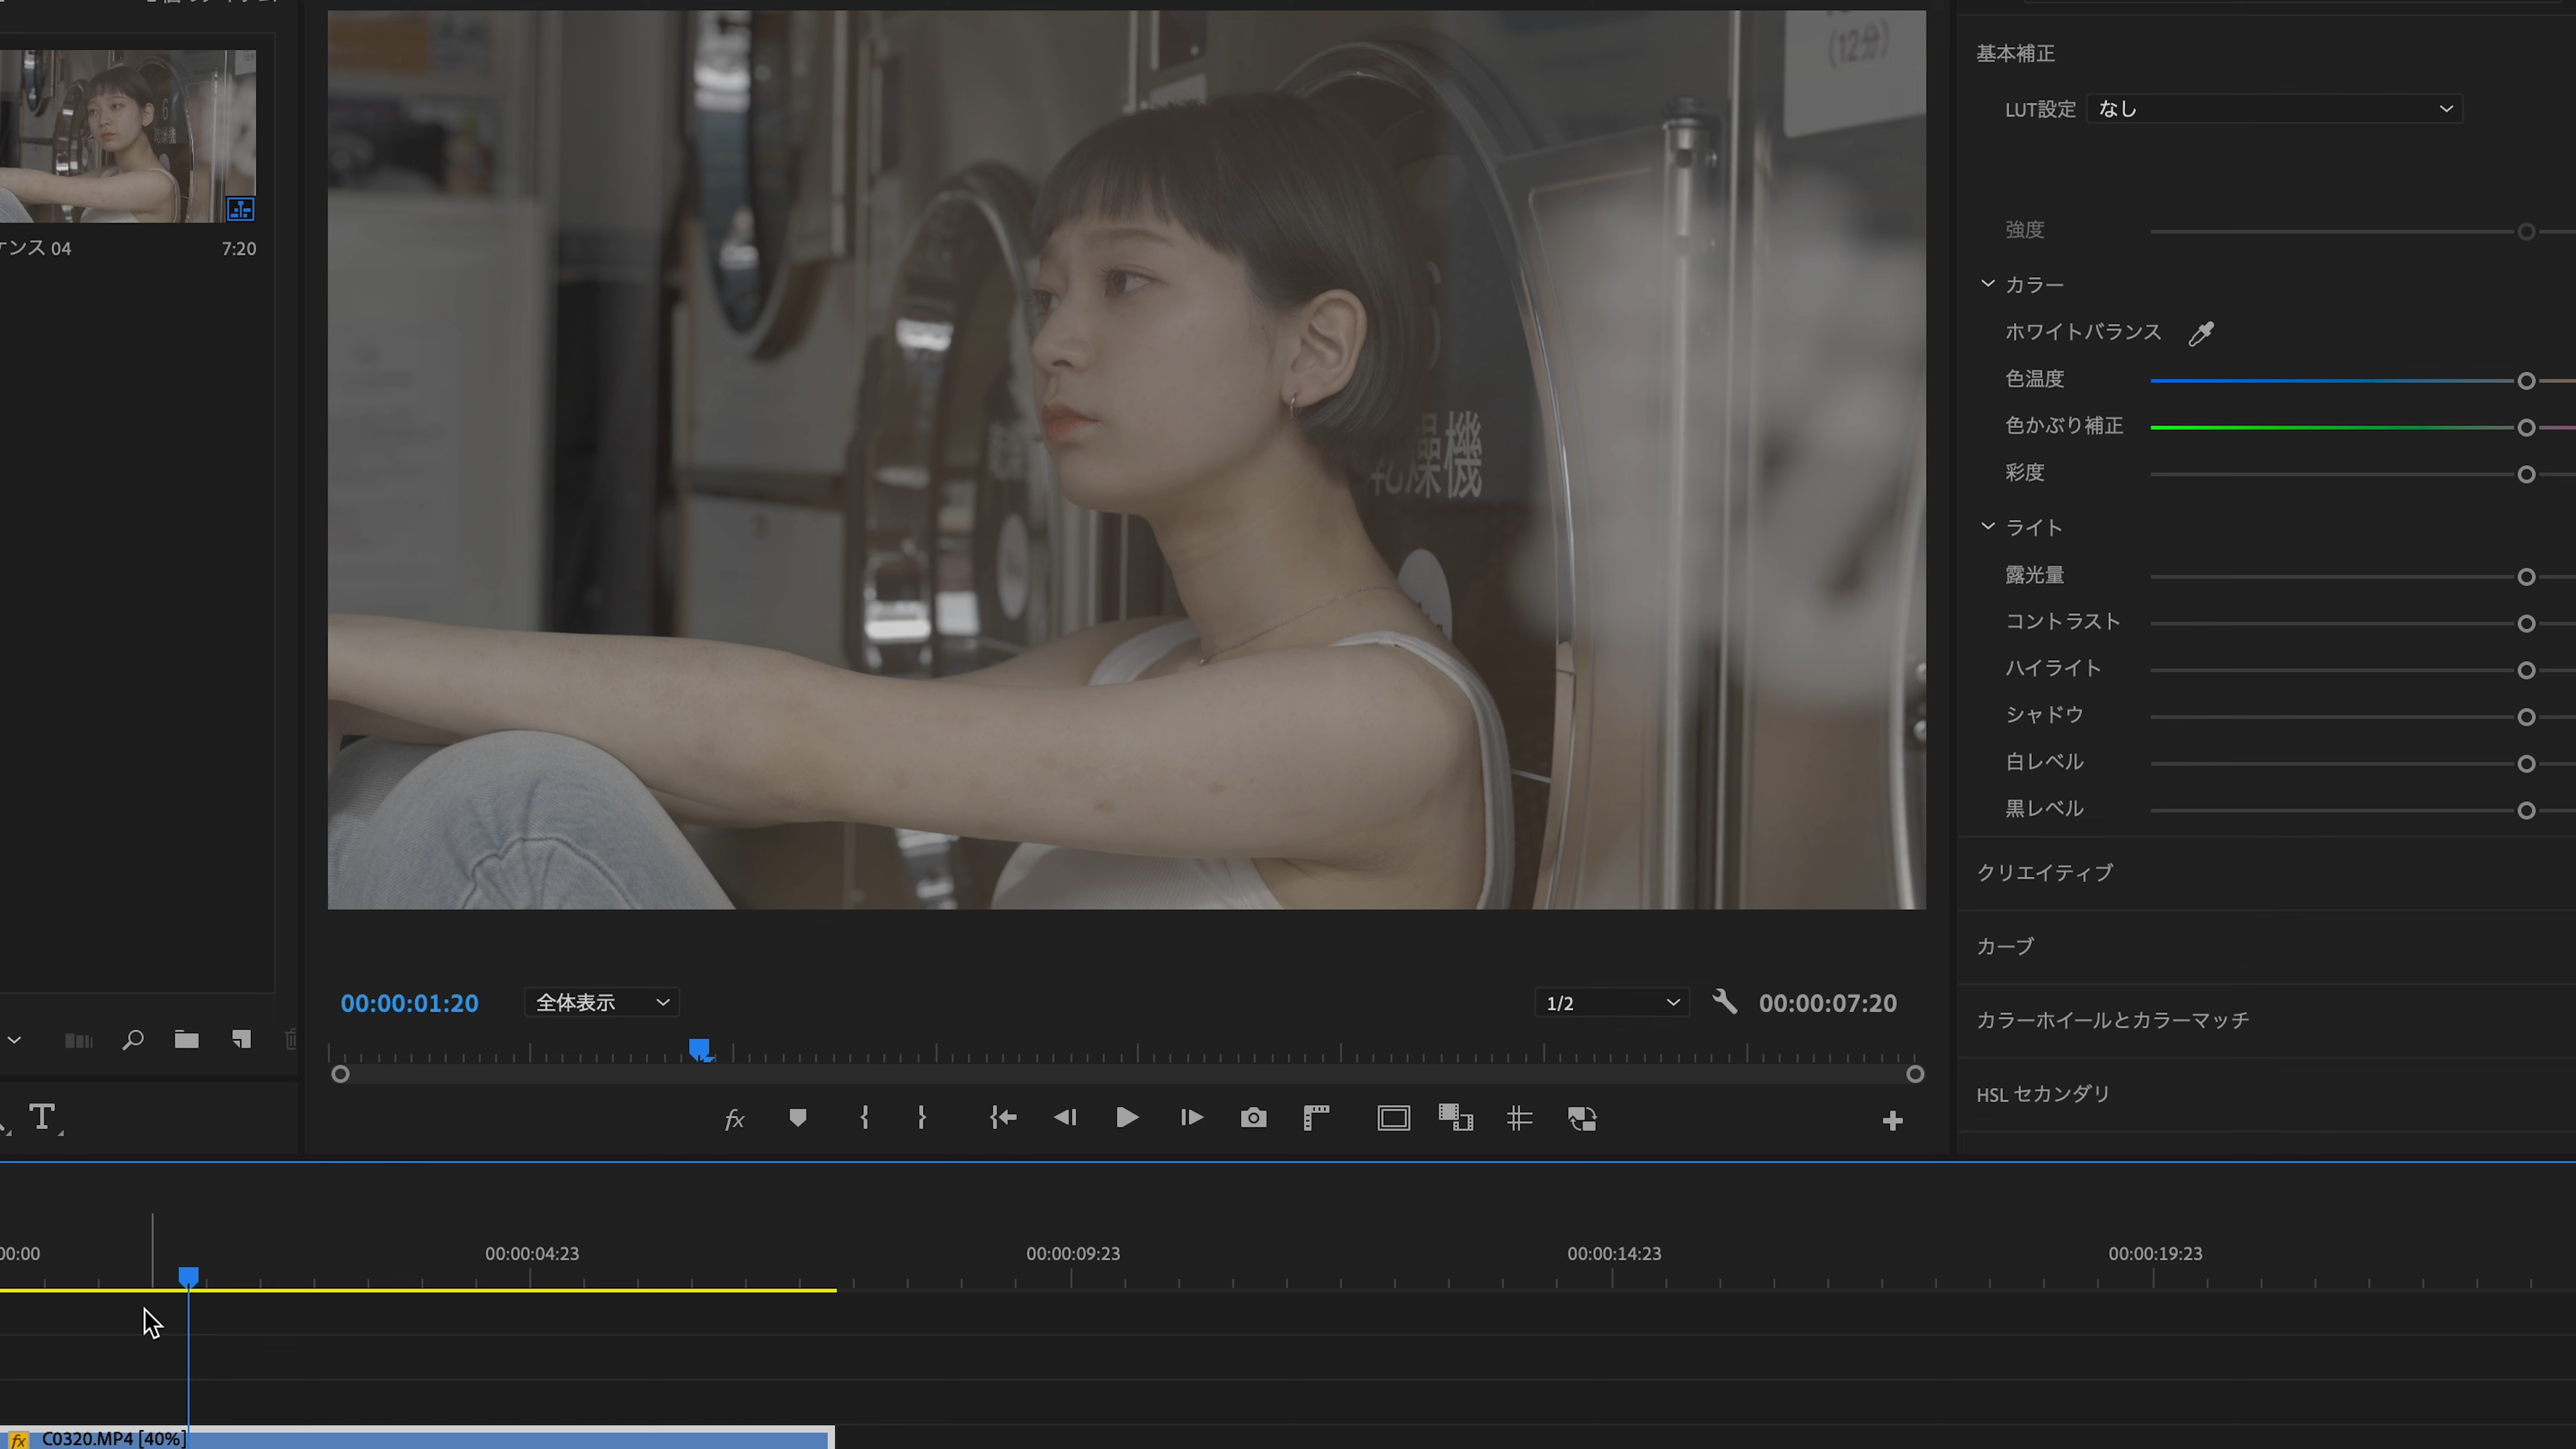 基本補正
LUT設定 なし
強度
カラー
ホワイトバランス
色温度
色かぶり補正
彩度
ライト
露光量
コントラスト
ハイライト
シャドウ
白レベル
黒レベル
クリエイティブ
カーブ
カラーホイールとカラーマッチ
HSL セカンダリ
(12分)
6
乾燥機
ケンス 04 7:20
00:00:01:20 全体表示 1/2 00:00:07:20
fx
T
00:00 00:00:04:23 00:00:09:23 00:00:14:23 00:00:19:23
fx C0320.MP4 [40%]